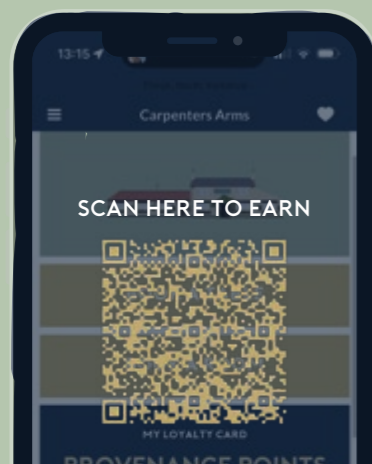 13:15
Carpenters Arms
SCAN HERE TO EARN
MY LOYALTY CARD
PROVENANCE POINTS